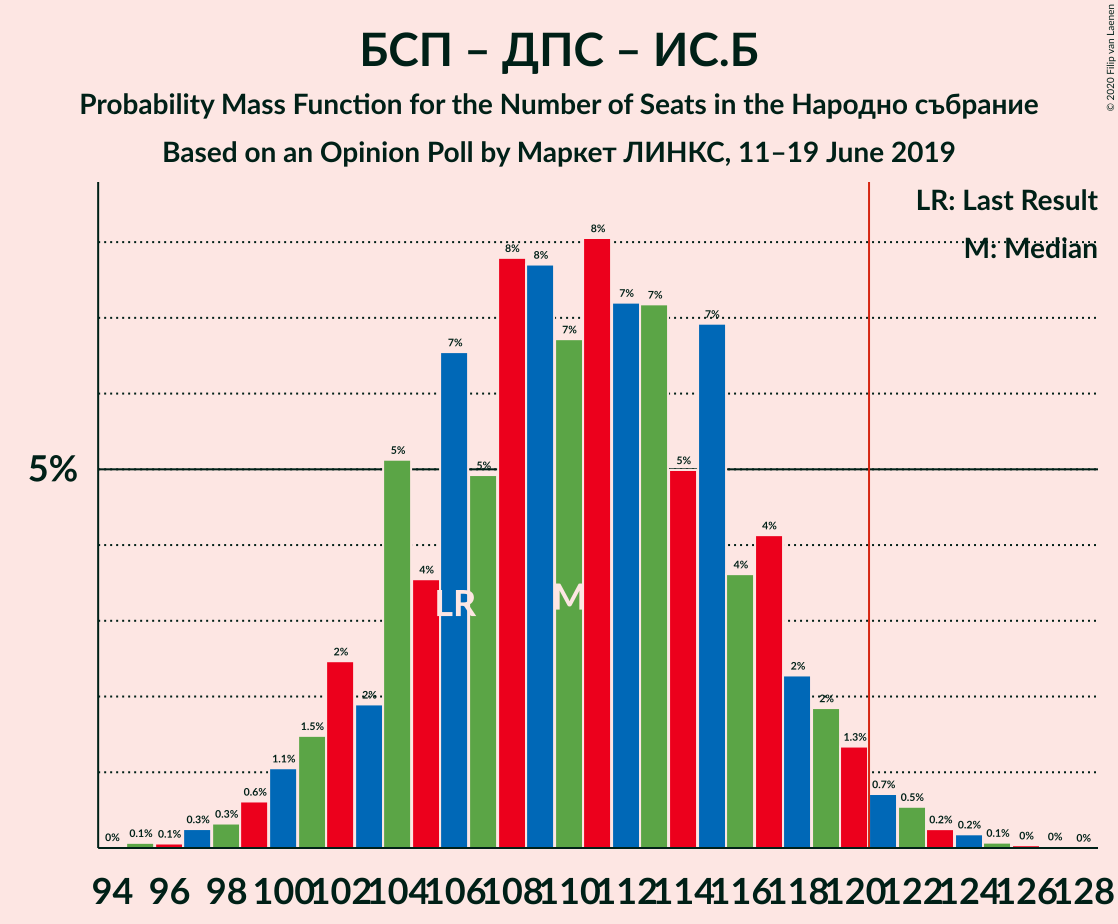 БСП – ДПС – ИС.Б
Probability Mass Function for the Number of Seats in the Народно събрание
Based on an Opinion Poll by Маркет ЛИНКС, 11–19 June 2019
© 2020 Filip van Laenen
LR: Last Result
M: Median
5%
0% 0.1% 0.1% 0.3% 0.3% 0.6% 1.1% 1.5% 2% 2% 5% 4% 7% 5% 8% 8% 7% 8% 7% 7% 5% 7% 4% 4% 2% 2% 1.3% 0.7% 0.5% 0.2% 0.2% 0.1% 0% 0% 0%
LR M
94 96 98 100 102 104 106 108 110 112 114 116 118 120 122 124 126 128